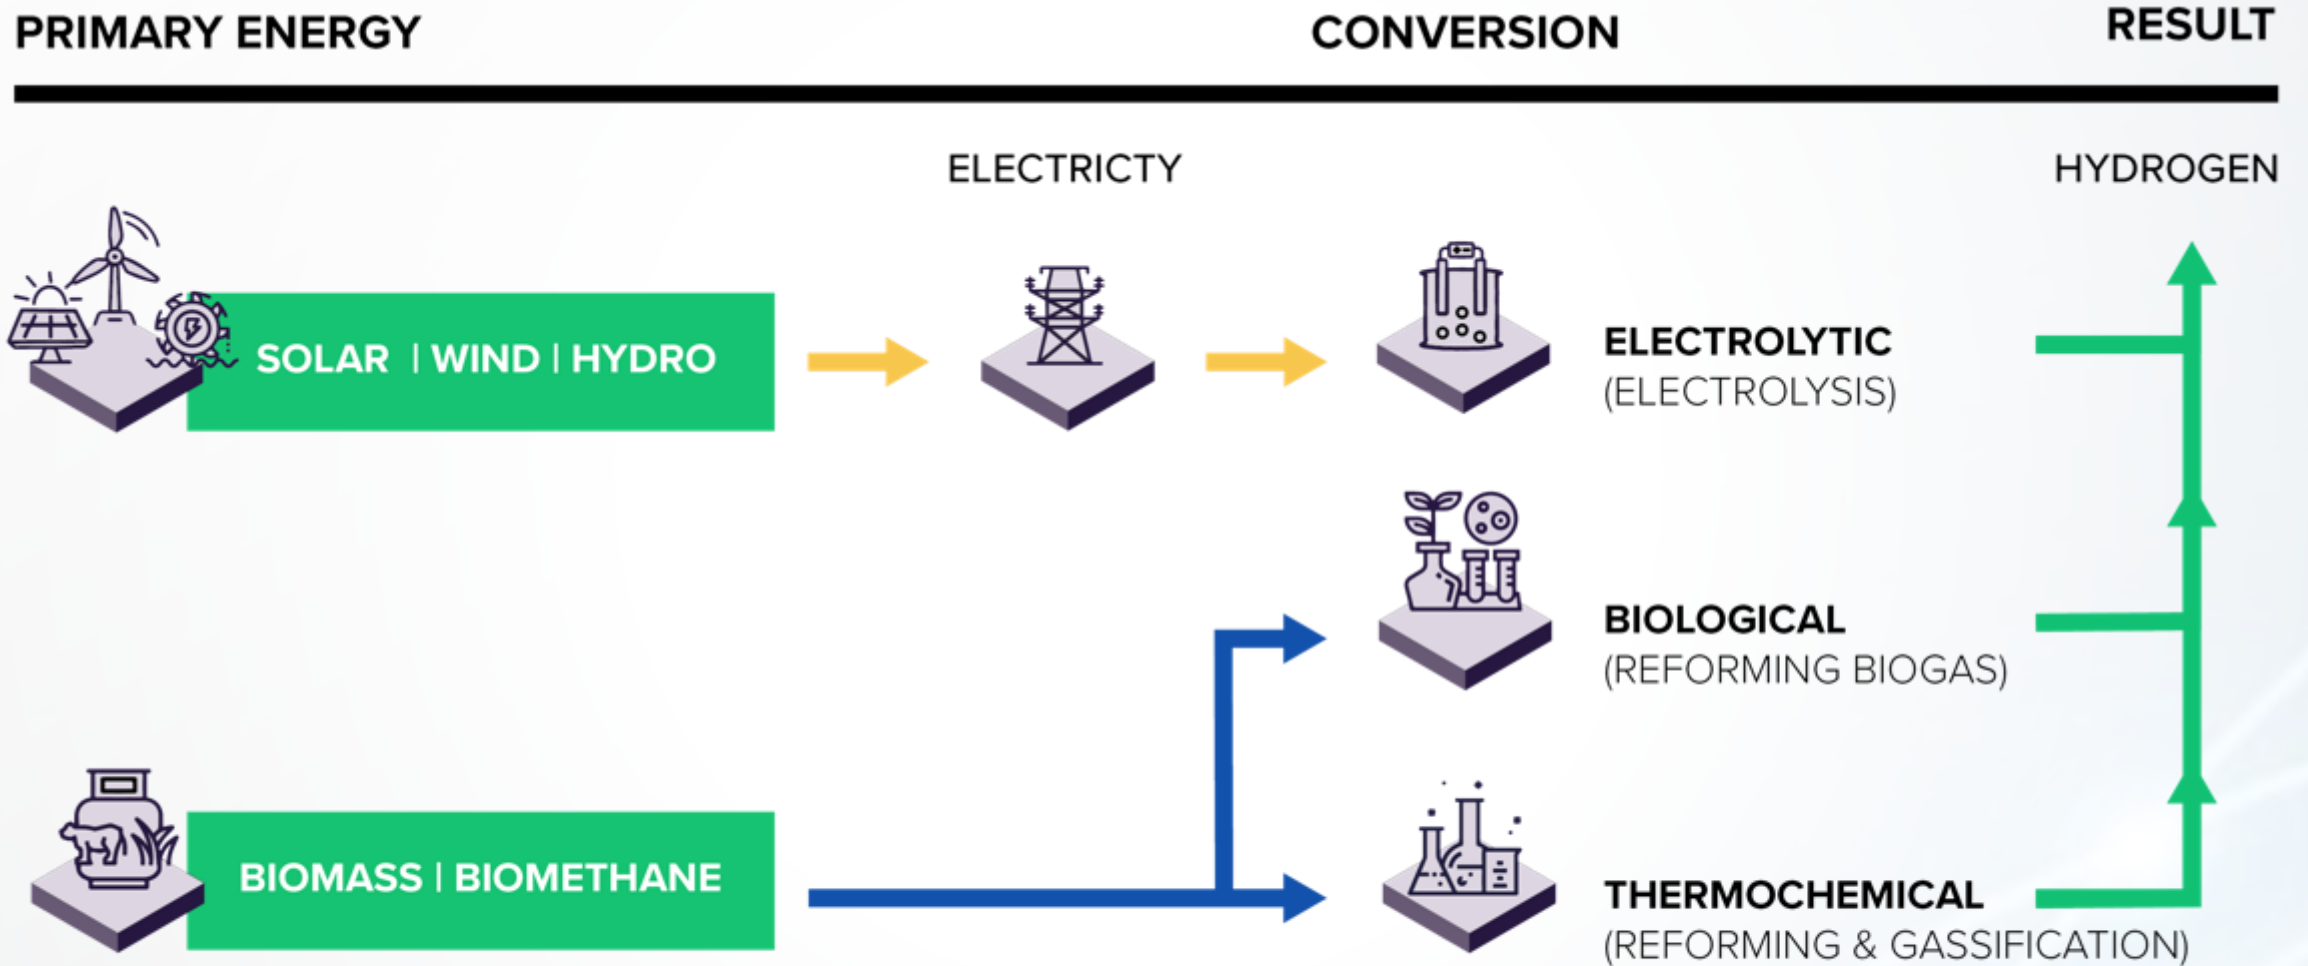 PRIMARY ENERGY
CONVERSION
RESULT
ELECTRICTY
HYDROGEN
SOLAR | WIND | HYDRO
ELECTROLYTIC
(ELECTROLYSIS)
BIOLOGICAL
(REFORMING BIOGAS)
BIOMASS | BIOMETHANE
THERMOCHEMICAL
(REFORMING & GASSIFICATION)